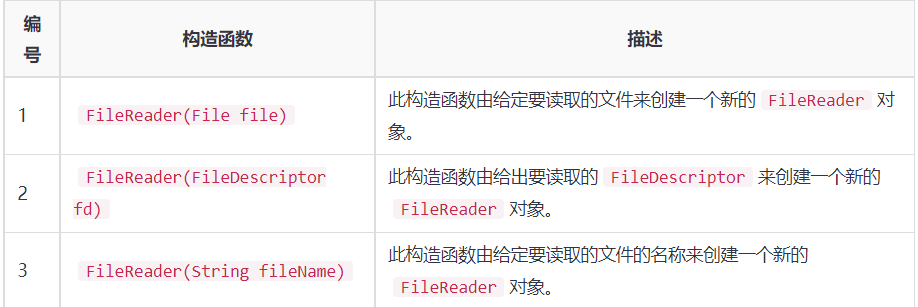 编
号
构造函数
描述
1
FileReader(File file)
此构造函数由给定要读取的文件来创建一个新的 FileReader 对
象。
2
FileReader(FileDescriptor
fd)
此构造函数由给出要读取的 FileDescriptor 来创建一个新的
FileReader 对象。
3
FileReader(String fileName)
此构造函数由给定要读取的文件的名称来创建一个新的
FileReader 对象。